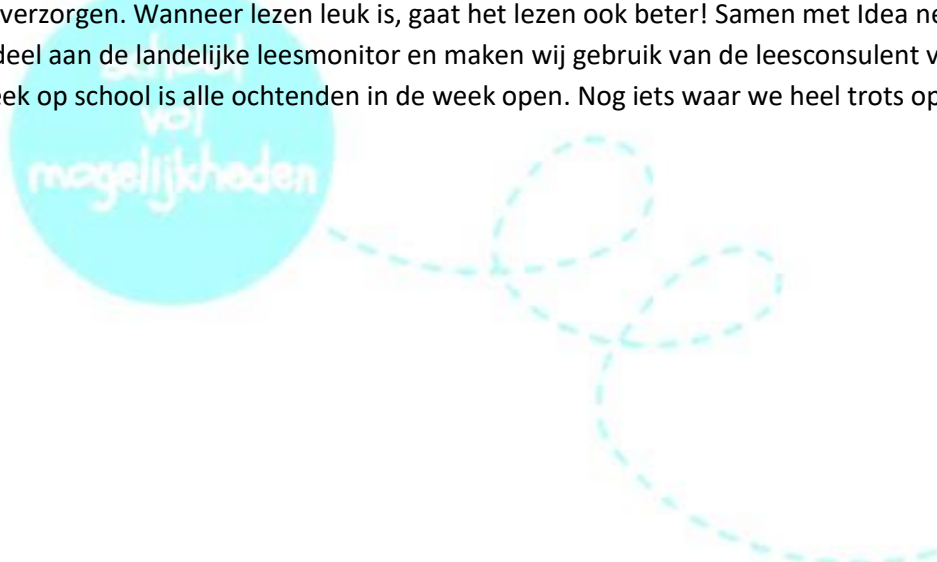 verzorgen. Wanneer lezen leuk is, gaat het lezen ook beter! Samen met Idea ne
deel aan de landelijke leesmonitor en maken wij gebruik van de leesconsulent v
eek op school is alle ochtenden in de week open. Nog iets waar we heel trots op
vol
mogelijkheden